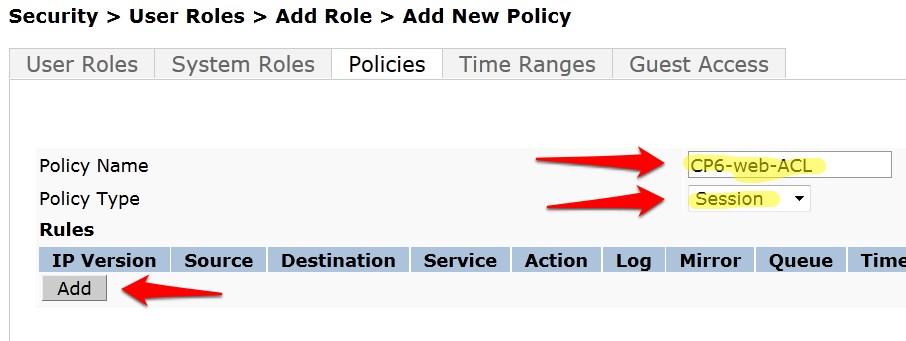 Security > User Roles > Add Role > Add New Policy
User Roles System Roles Policies Time Ranges Guest Access
Policy Name CP6-web-ACL
Policy Type Session
Rules
IP Version Source Destination Service Action Log Mirror Queue Time
Add